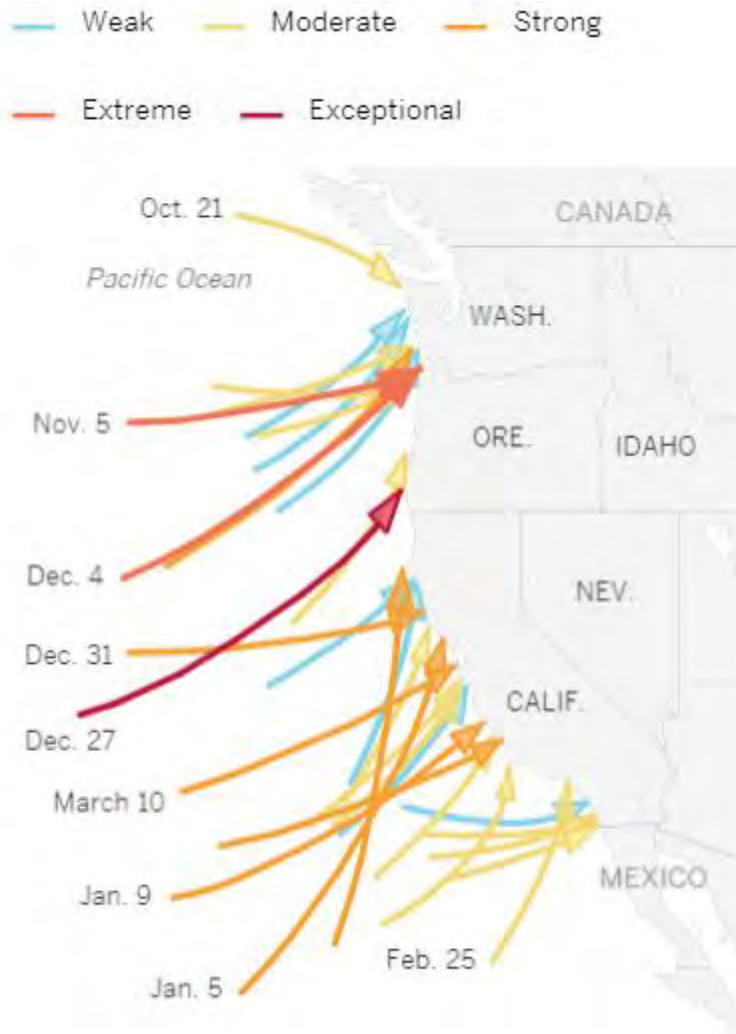 Weak Moderate Strong
Extreme Exceptional
Oct. 21
CANADA
Pacific Ocean
WASH.
Nov. 5
ORE.
IDAHO
Dec. 4
NEV.
Dec. 31
CALIF.
Dec. 27
March 10
MEXICO
Jan. 9
Feb. 25
Jan. 5